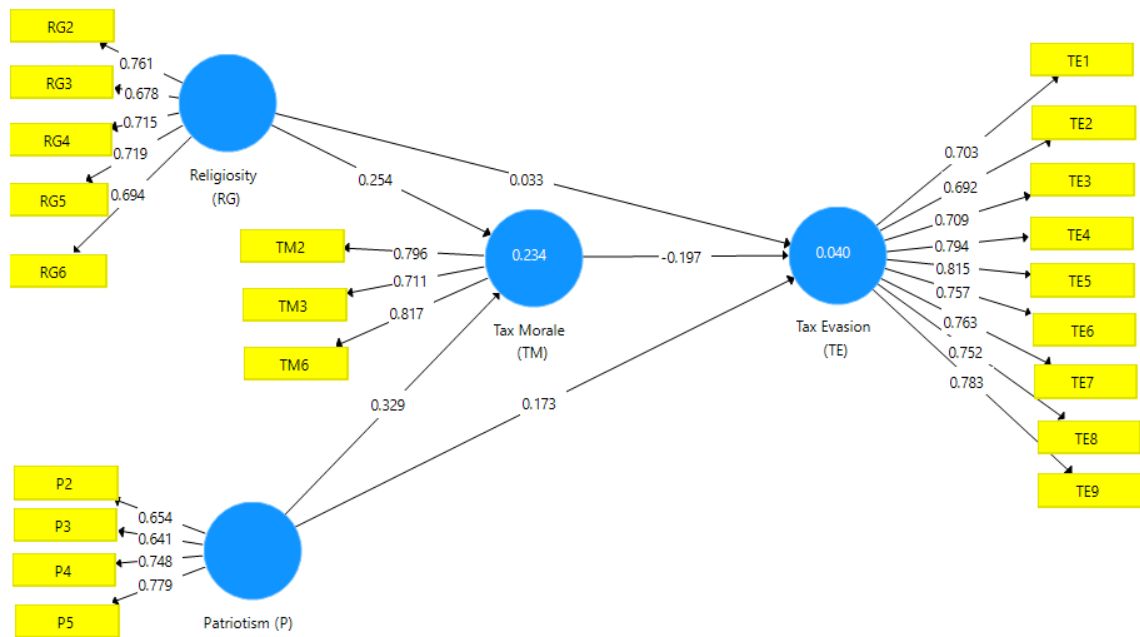 RG2
0.761
RG3
0.678
RG4
0.715
0.719
RG5
0.694
RG6
Religiosity
(RG)
0.254
0.033
TM2
0.796
TM3
0.711
TM6
0.817
0.234
Tax Morale
(TM)
-0.197
0.329
0.173
P2
0.654
P3
0.641
P4
0.748
0.779
P5
Patriotism (P)
0.040
Tax Evasion
(TE)
TE1
0.703
TE2
0.692
TE3
0.709
TE4
0.794
TE5
0.815
0.757
TE6
0.763
TE7
0.752
TE8
0.783
TE9